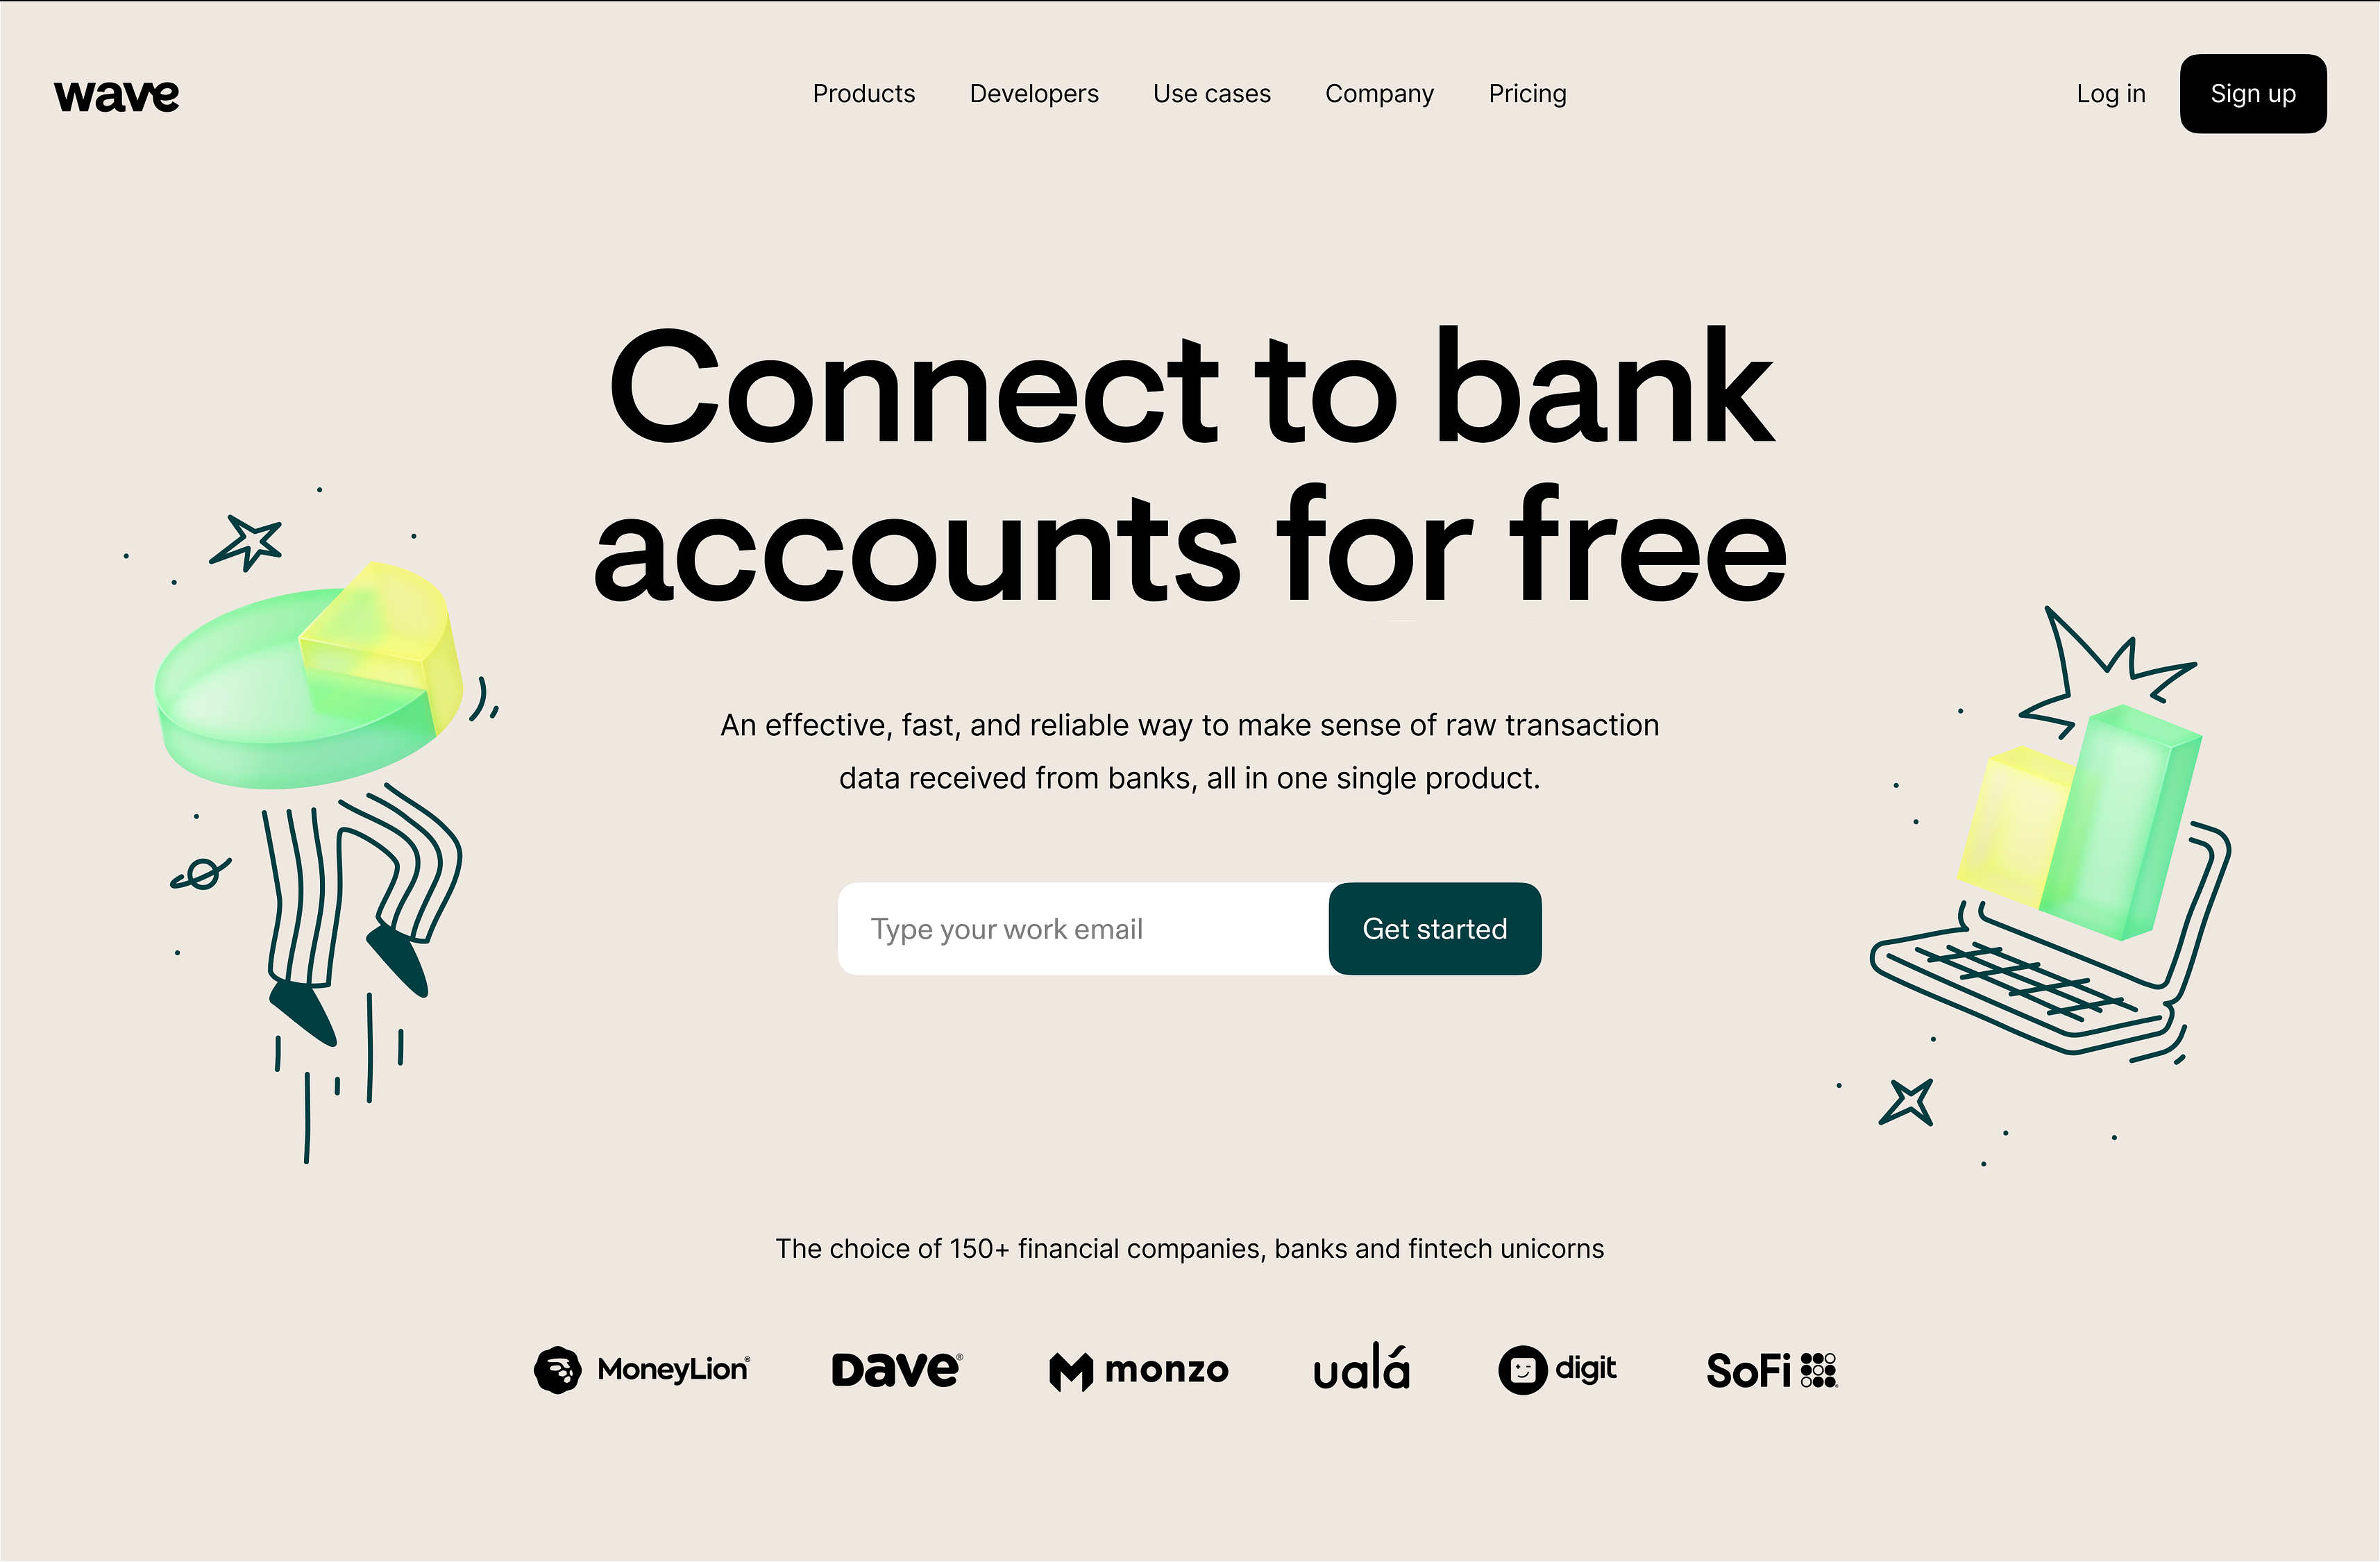 wave
Products Developers Use cases Company Pricing
Log in Sign up
Connect to bank
accounts for free
An effective, fast, and reliable way to make sense of raw transaction
data received from banks, all in one single product.
Type your work email Get started
The choice of 150+ financial companies, banks and fintech unicorns
MoneyLion® Dave® monzo ualá digit SoFi